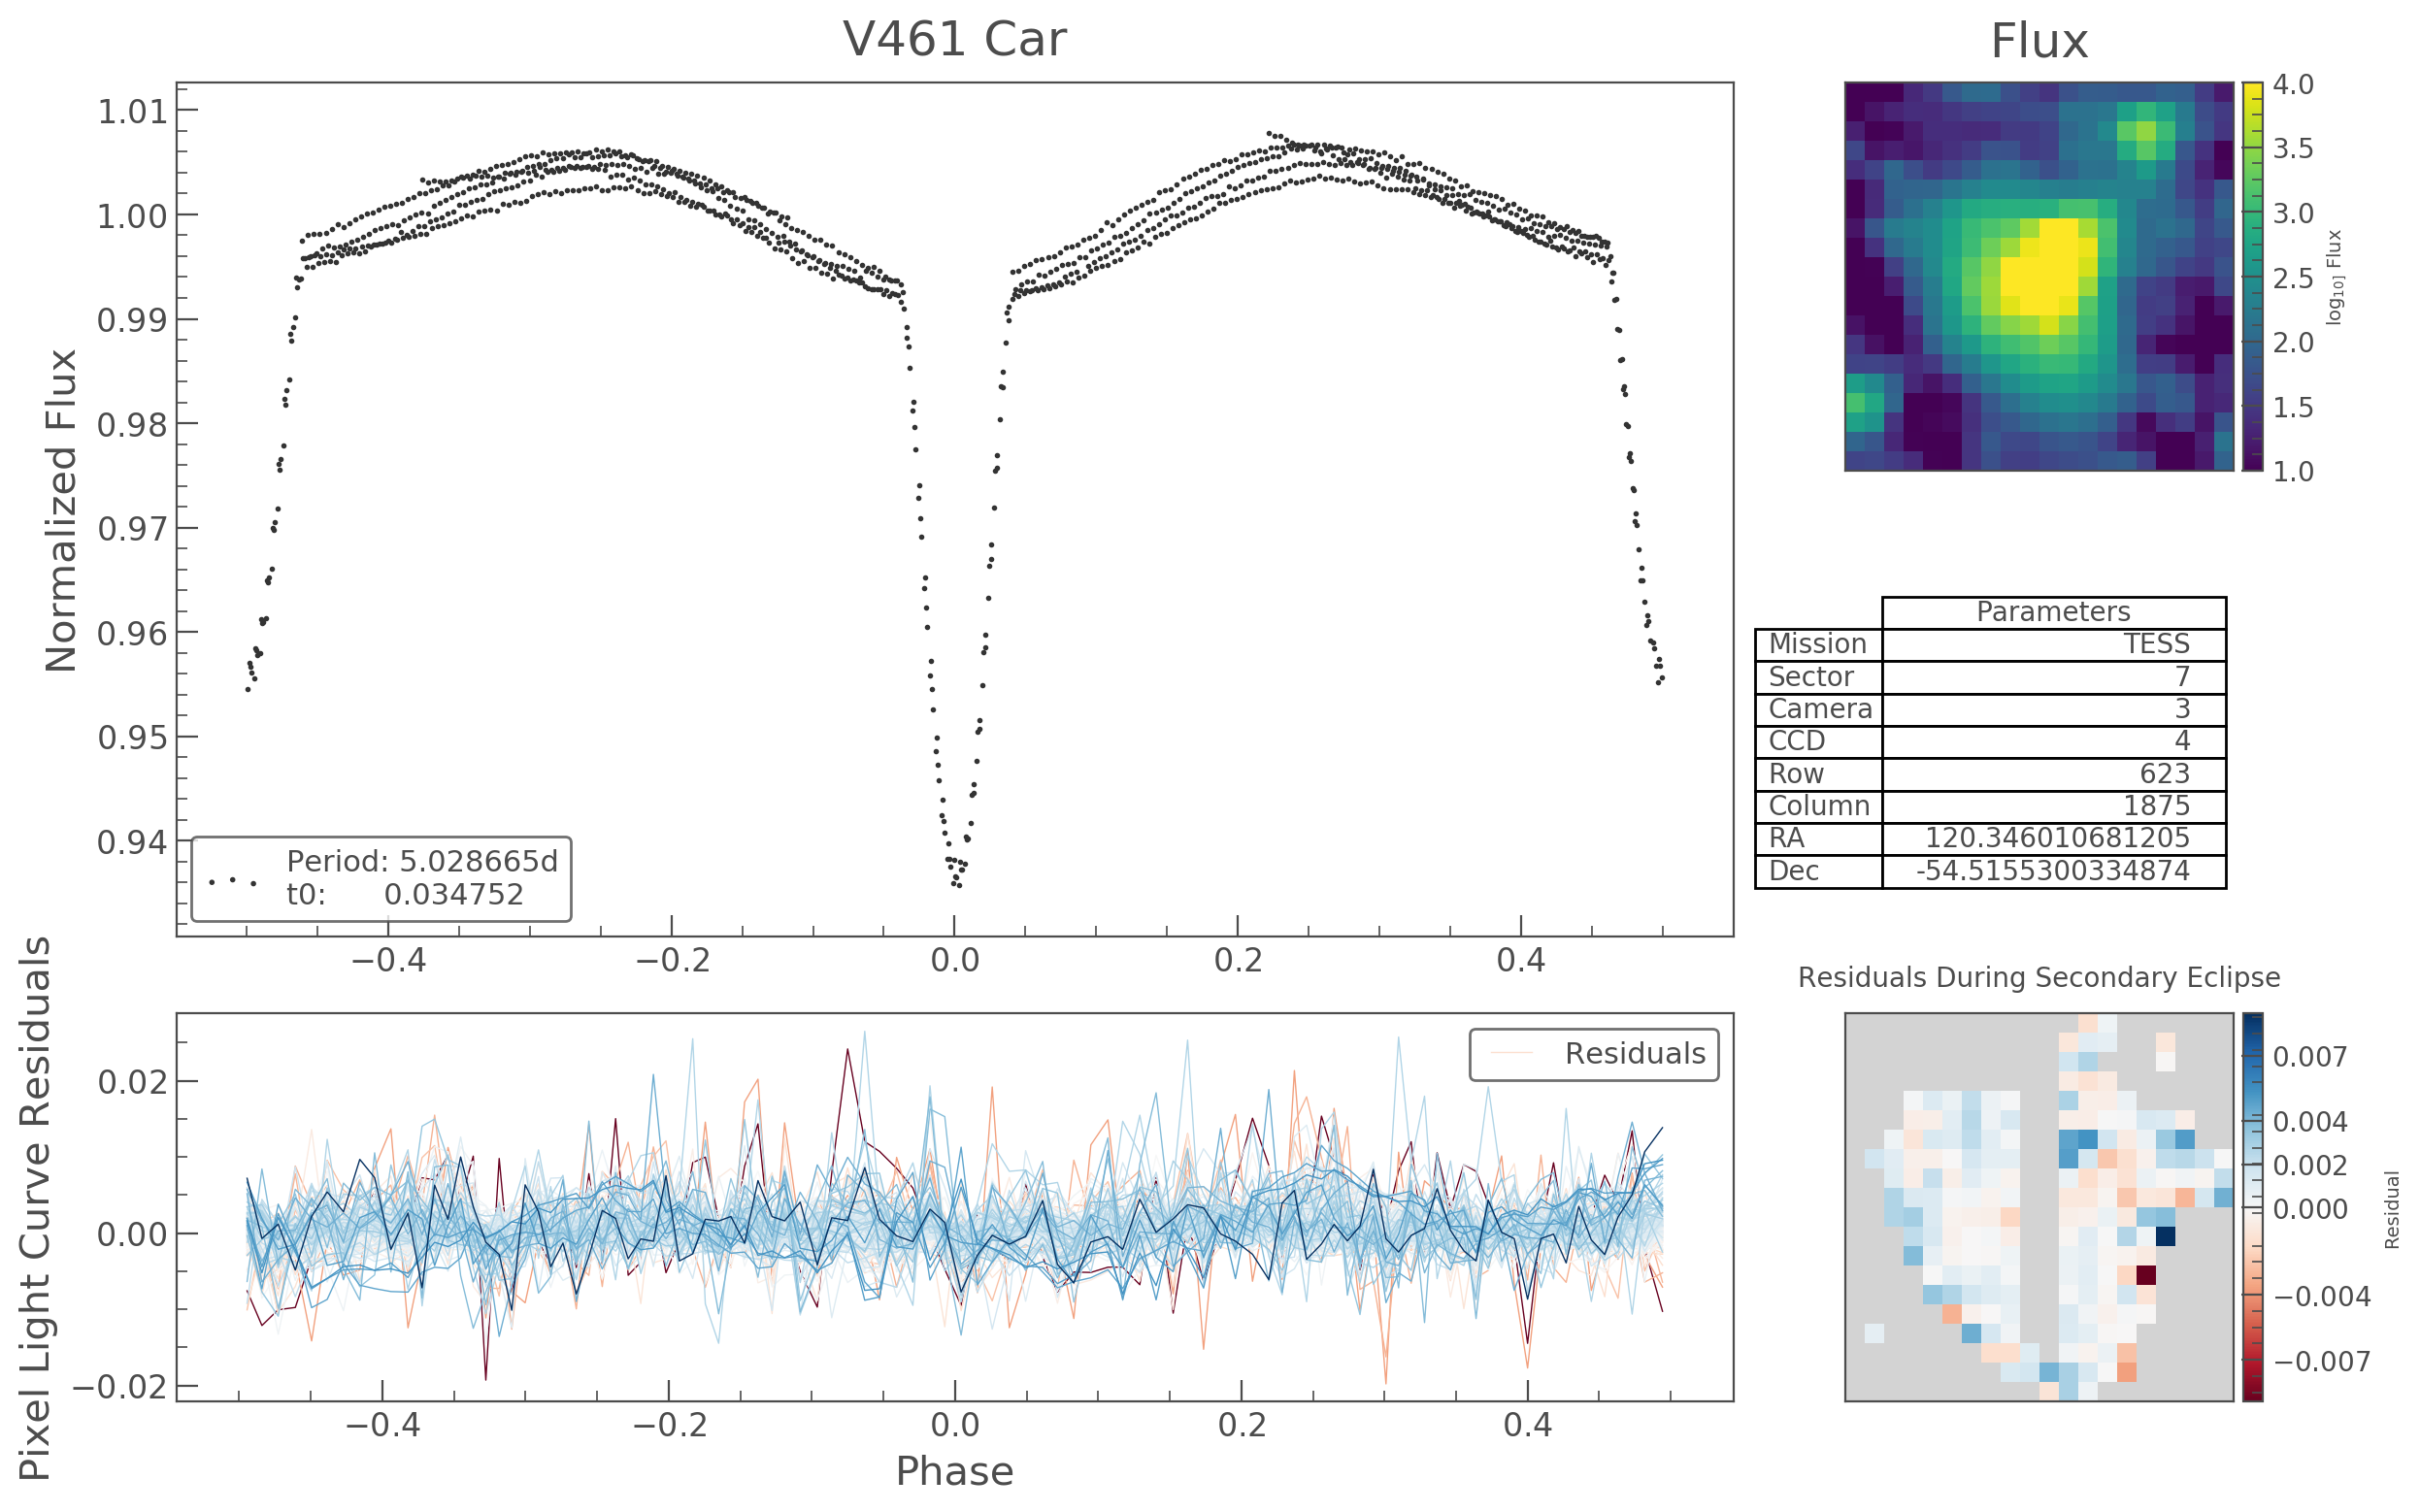 V461 Car
Normalized Flux
1.01
1.00
0.99
0.98
0.97
0.96
0.95
0.94
Period: 5.028665d
t0: 0.034752
−0.4
−0.2
0.0
0.2
0.4
Flux
4.0
3.5
3.0
2.5
2.0
1.5
1.0
log10] Flux
Parameters
Mission TESS
Sector 7
Camera 3
CCD 4
Row 623
Column 1875
RA 120.346010681205
Dec -54.5155300334874
Pixel Light Curve Residuals
0.02
0.00
−0.02
Residuals
−0.4
−0.2
0.0
0.2
0.4
Phase
Residuals During Secondary Eclipse
0.007
0.004
0.002
0.000
−0.004
−0.007
Residual